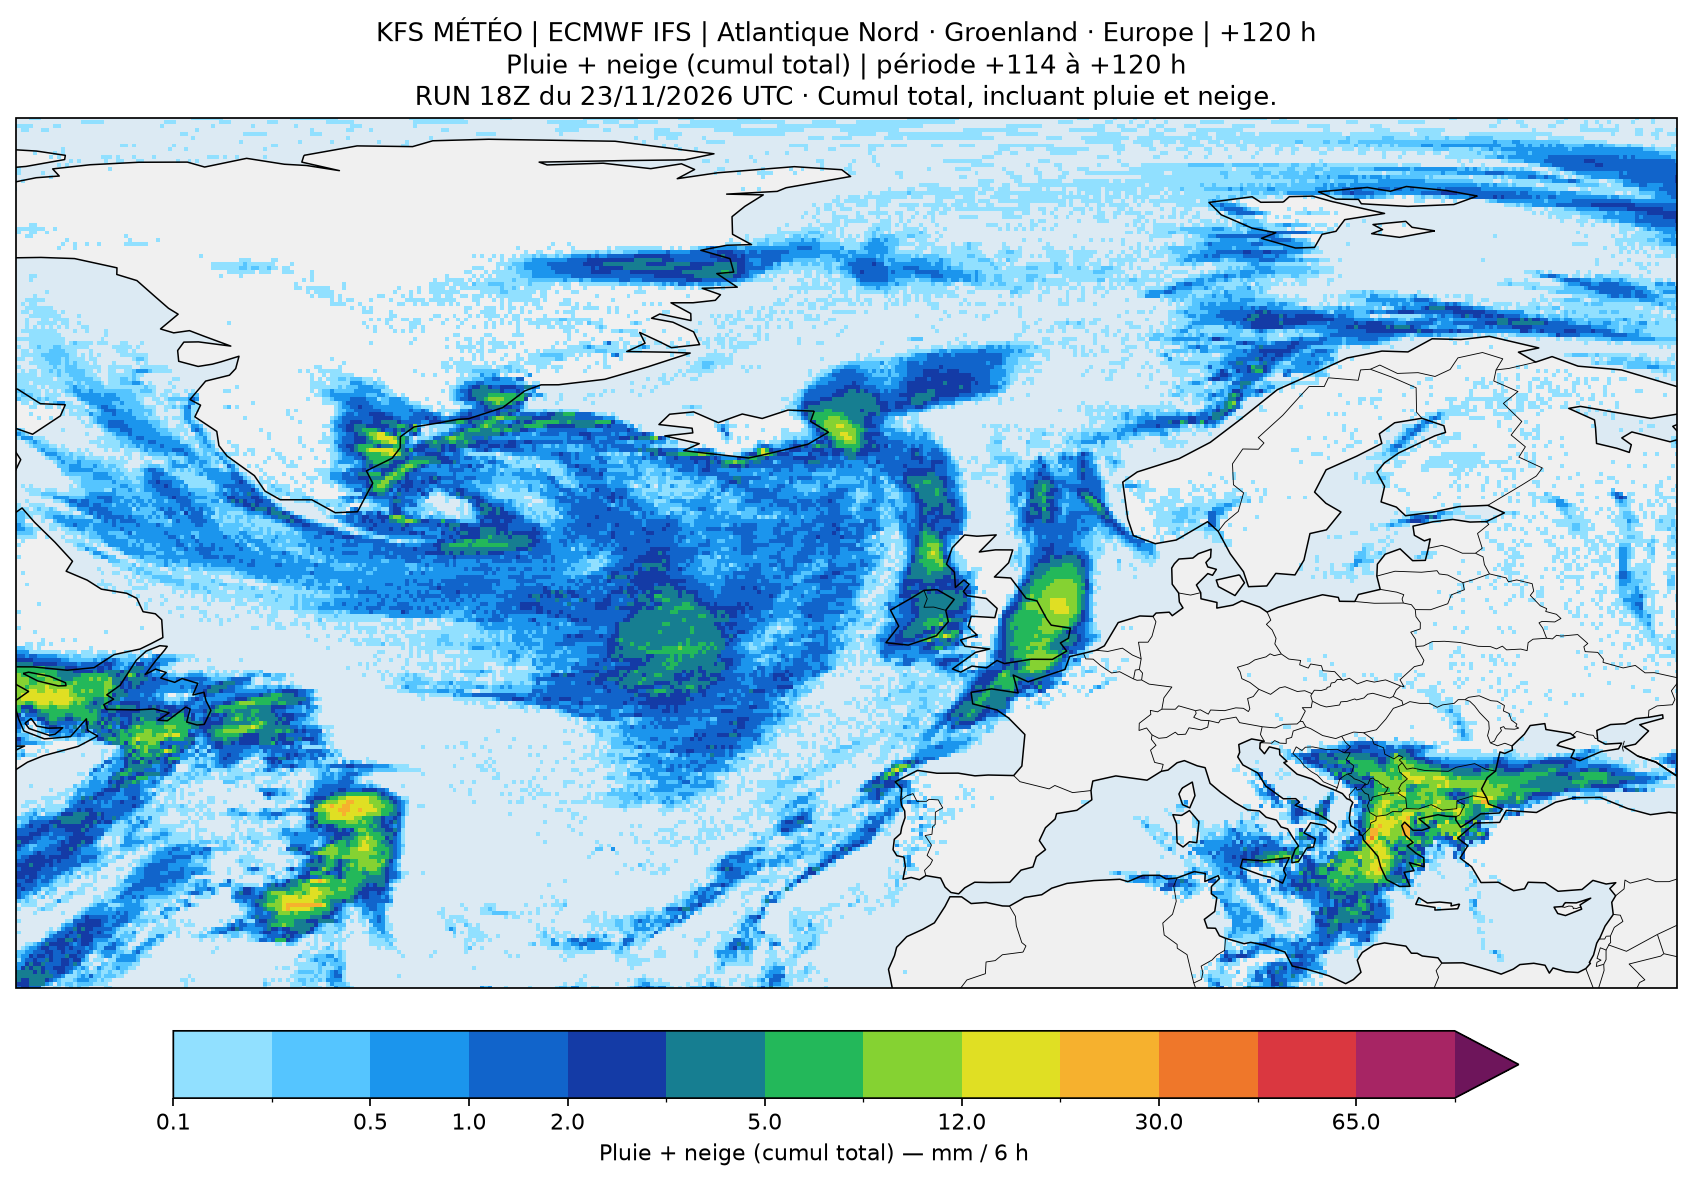 KFS MÉTÉO | ECMWF IFS | Atlantique Nord · Groenland · Europe | +120 h
Pluie + neige (cumul total) | période +114 à +120 h
RUN 18Z du 23/11/2026 UTC · Cumul total, incluant pluie et neige.
0.1 0.5 1.0 2.0 5.0 12.0 30.0 65.0
Pluie + neige (cumul total) — mm / 6 h